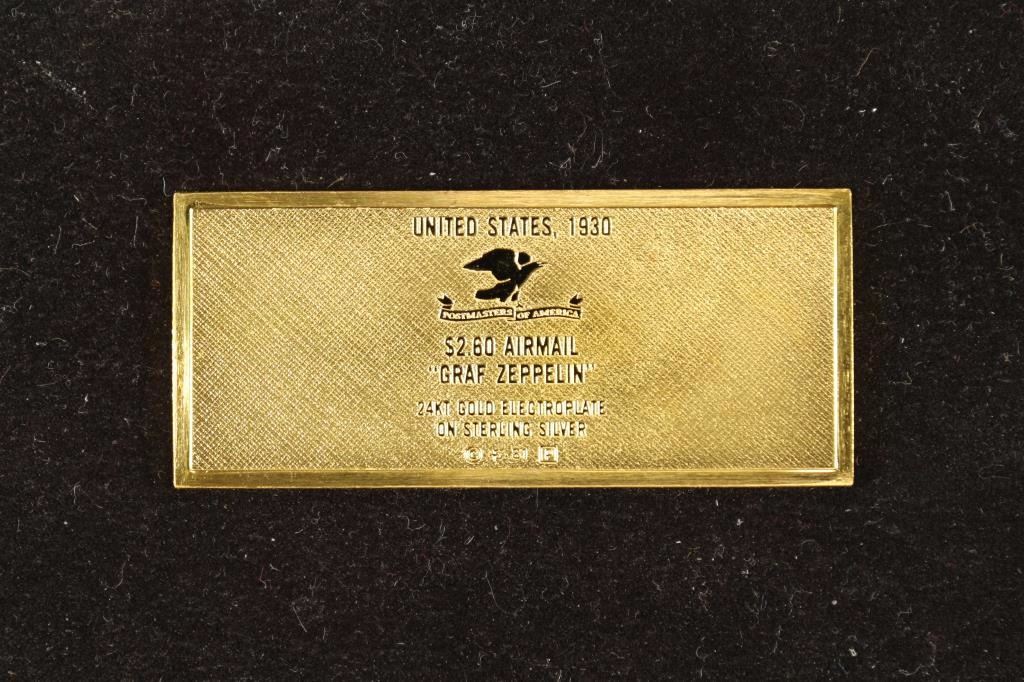 UNITED STATES, 1930
POSTMASTERS OF AMERICA
$2.60 AIRMAIL
"GRAF ZEPPELIN"
24KT GOLD ELECTROPLATE
ON STERLING SILVER
©